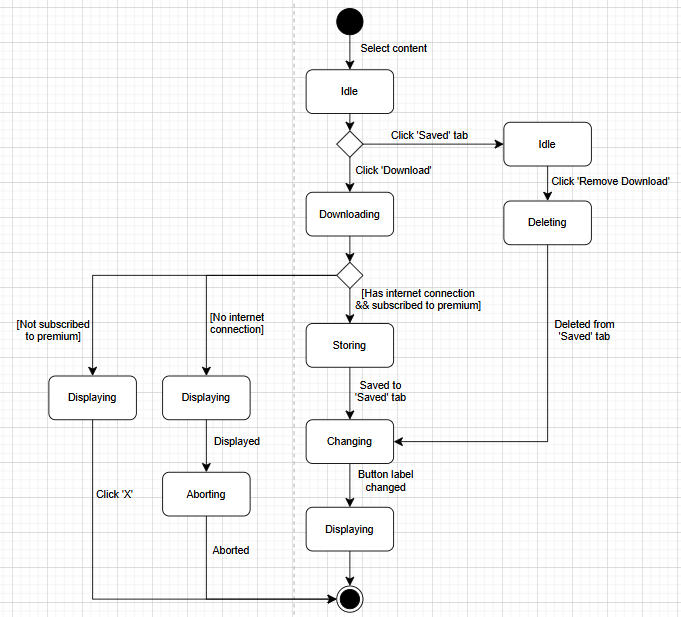 Select content
Idle
Click 'Saved' tab
Idle
Click 'Download'
Click 'Remove Download'
Downloading
Deleting
[Has internet connection
&& subscribed to premium]
[Not subscribed
to premium]
[No internet
connection]
Deleted from
'Saved' tab
Storing
Saved to
'Saved' tab
Displaying
Displaying
Displayed
Changing
Button label
changed
Click 'X'
Aborting
Displaying
Aborted